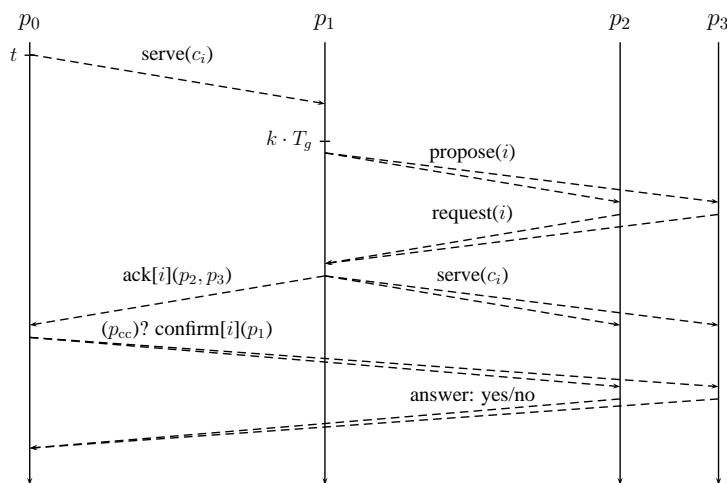 p0 p1 p2 p3
t
serve(ci)
k · Tg
propose(i)
request(i)
ack[i](p2, p3)
serve(ci)
(pcc)? confirm[i](p1)
answer: yes/no